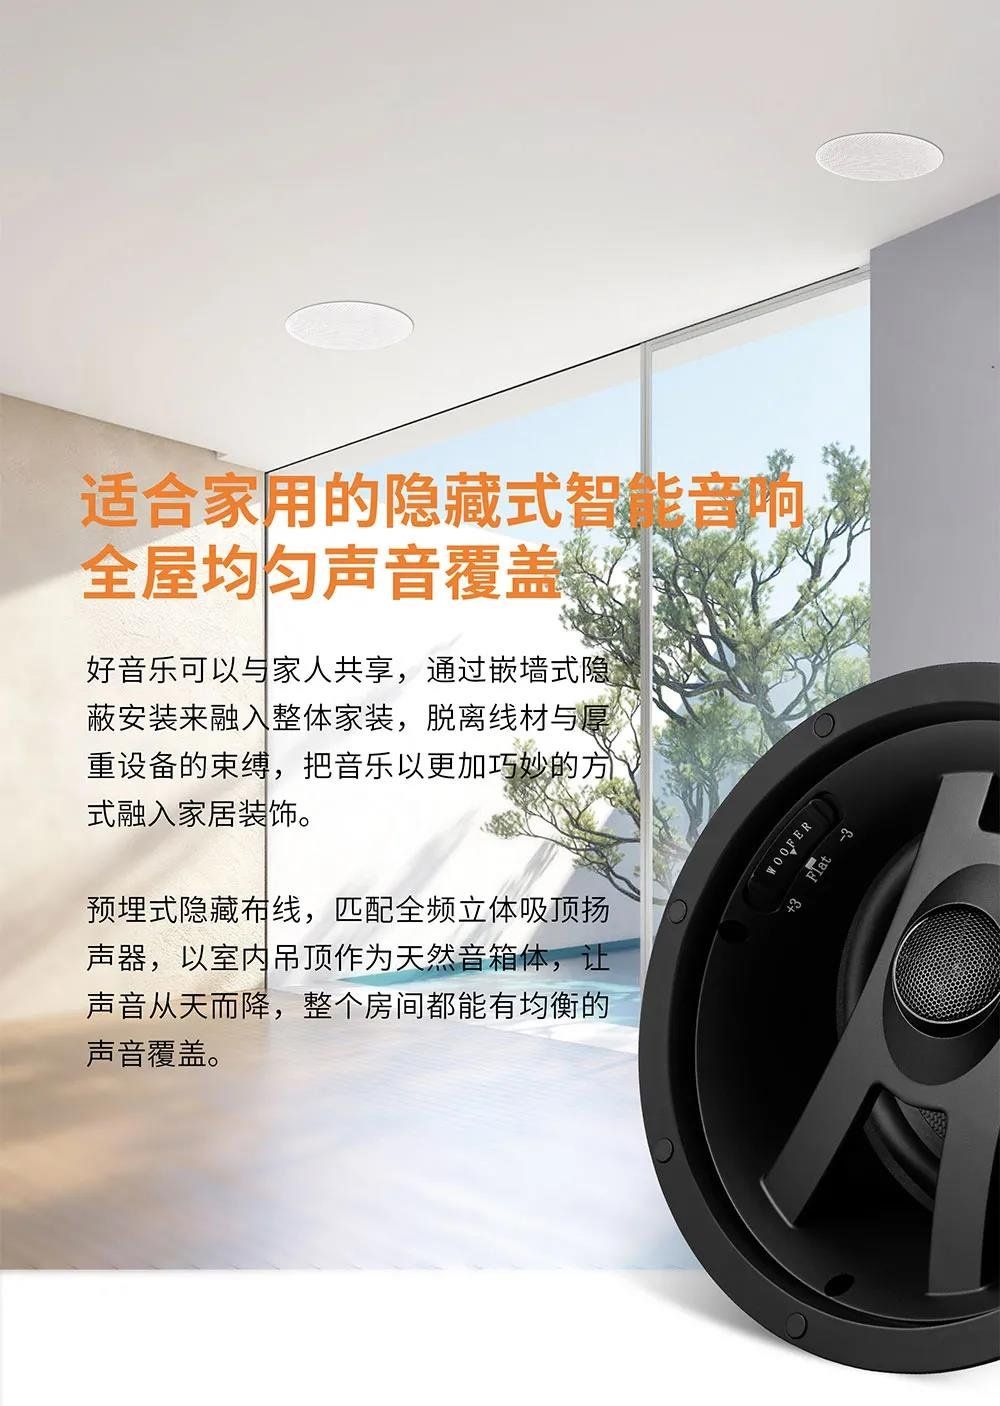 适合家用的隐藏式智能音响
全屋均匀声音覆盖
好音乐可以与家人共享，通过嵌墙式隐
蔽安装来融入整体家装，脱离线材与厚
重设备的束缚，把音乐以更加巧妙的方
式融入家居装饰。
预埋式隐藏布线，匹配全频立体吸顶扬
声器，以室内吊顶作为天然音箱体，让
声音从天而降，整个房间都能有均衡的
声音覆盖。
WOOFER
-3
Flat
+3